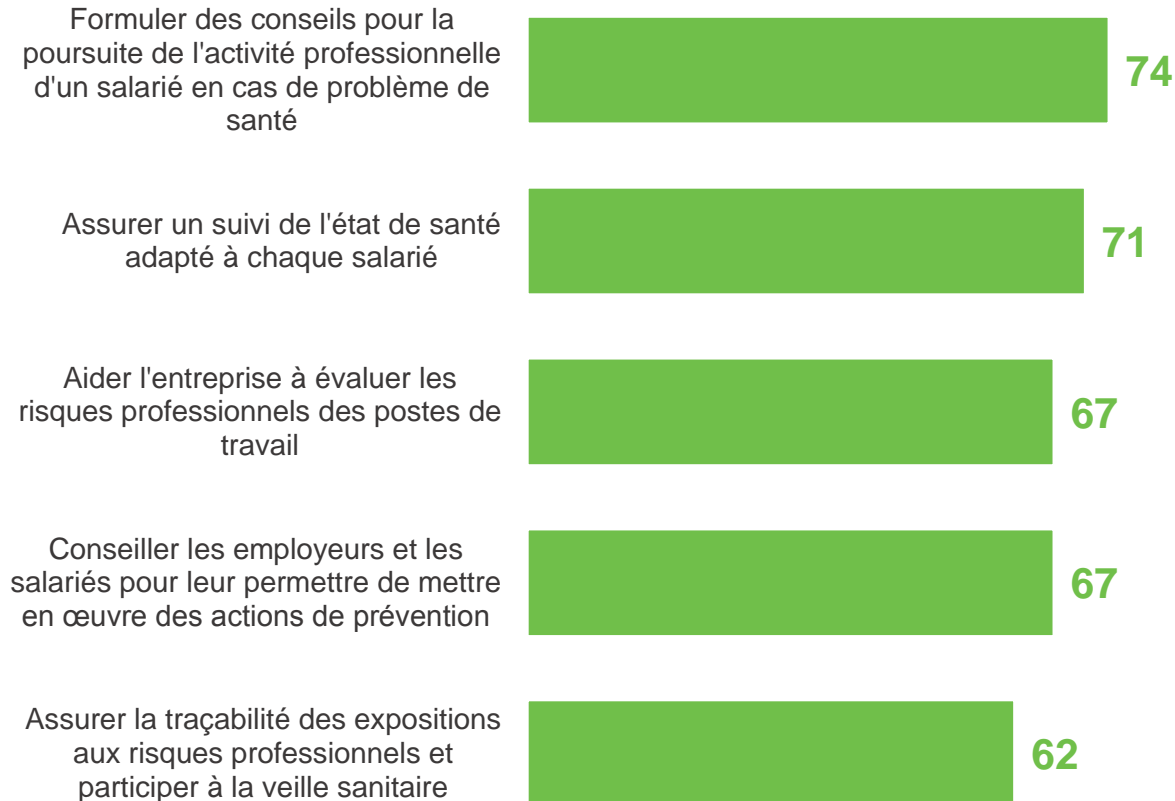 Formuler des conseils pour la
poursuite de l'activité professionnelle
d'un salarié en cas de problème de
santé
74
Assurer un suivi de l'état de santé
adapté à chaque salarié
71
Aider l'entreprise à évaluer les
risques professionnels des postes de
travail
67
Conseiller les employeurs et les
salariés pour leur permettre de mettre
en œuvre des actions de prévention
67
Assurer la traçabilité des expositions
aux risques professionnels et
participer à la veille sanitaire
62